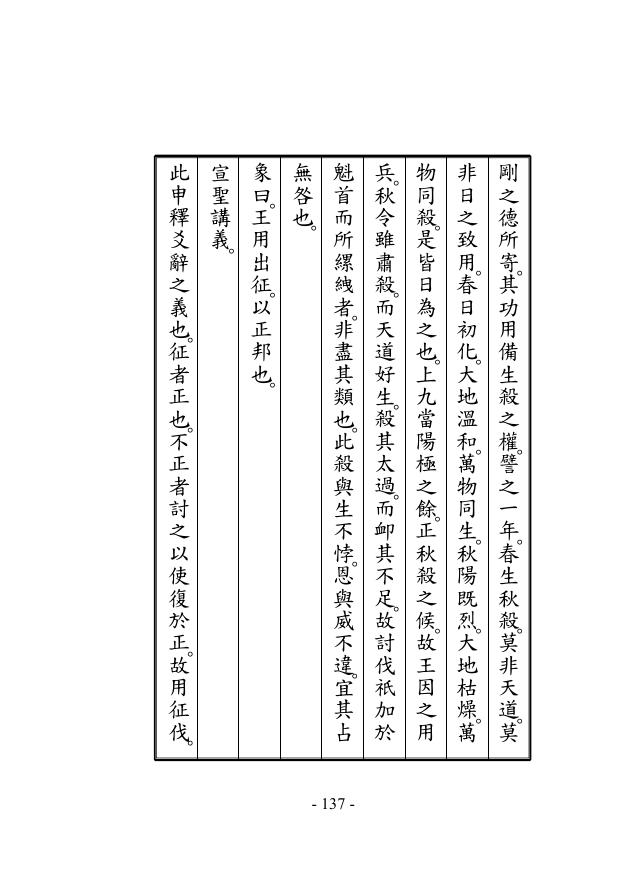 剛之德所寄。其功用備生殺之權。譬之一年。春生秋殺。莫非天道。莫
非日之致用。春日初化。大地溫和。萬物同生。秋陽既烈。大地枯燥。萬
物同殺。是皆日為之也。上九當陽極之餘。正秋殺之候。故王因之用
兵。秋令雖肅殺。而天道好生。殺其太過。而卹其不足。故討伐祇加於
魁首而所縲絏者。非盡其類也。此殺與生不悖。恩與威不違。宜其占
無咎也。
象曰。王用出征。以正邦也。
宣聖講義。
此申釋爻辭之義也。征者正也。不正者討之以使復於正。故用征伐。
- 137 -